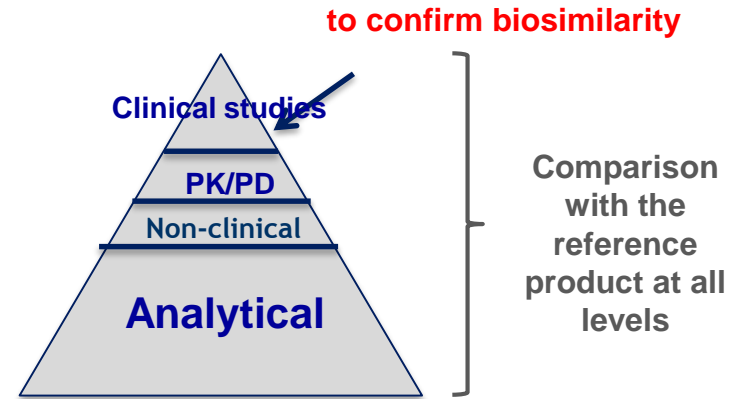 to confirm biosimilarity
Clinical studies
PK/PD
Non-clinical
Analytical
Comparison
with the
reference
product at all
levels